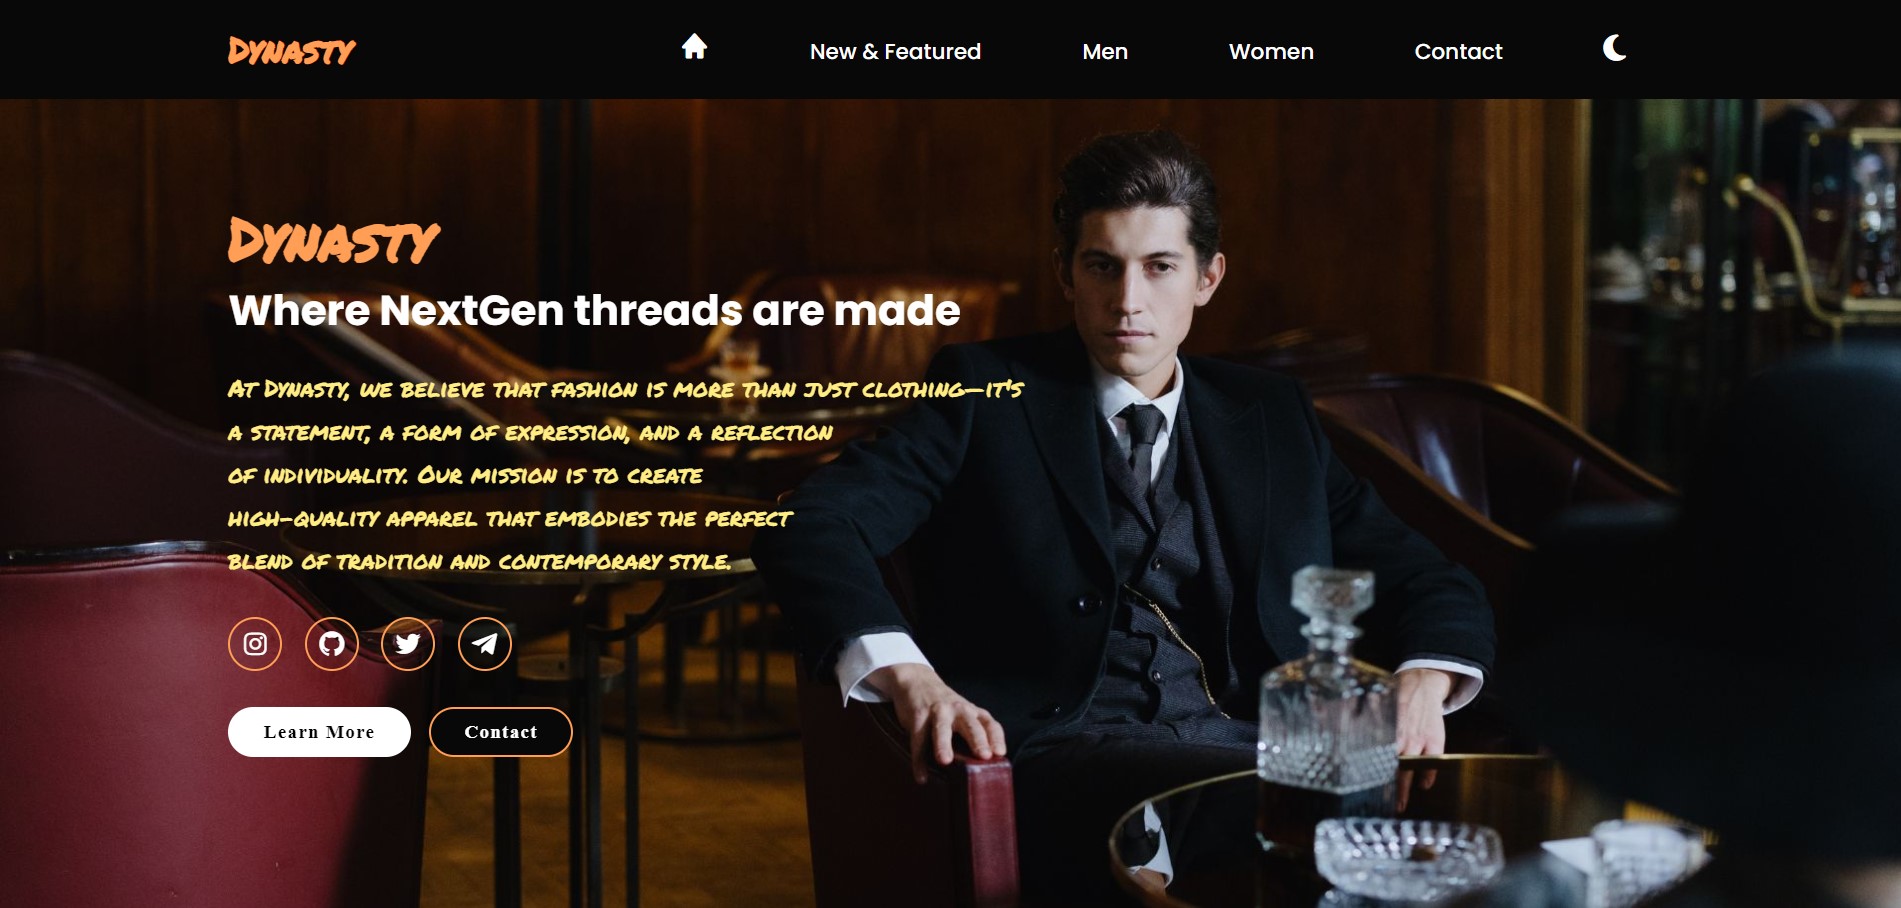 Dynasty
New & Featured
Men
Women
Contact
Dynasty
Where NextGen threads are made
At Dynasty, we believe that fashion is more than just clothing—it's
a statement, a form of expression, and a reflection
of individuality. Our mission is to create
high-quality apparel that embodies the perfect
blend of tradition and contemporary style.
Learn More
Contact